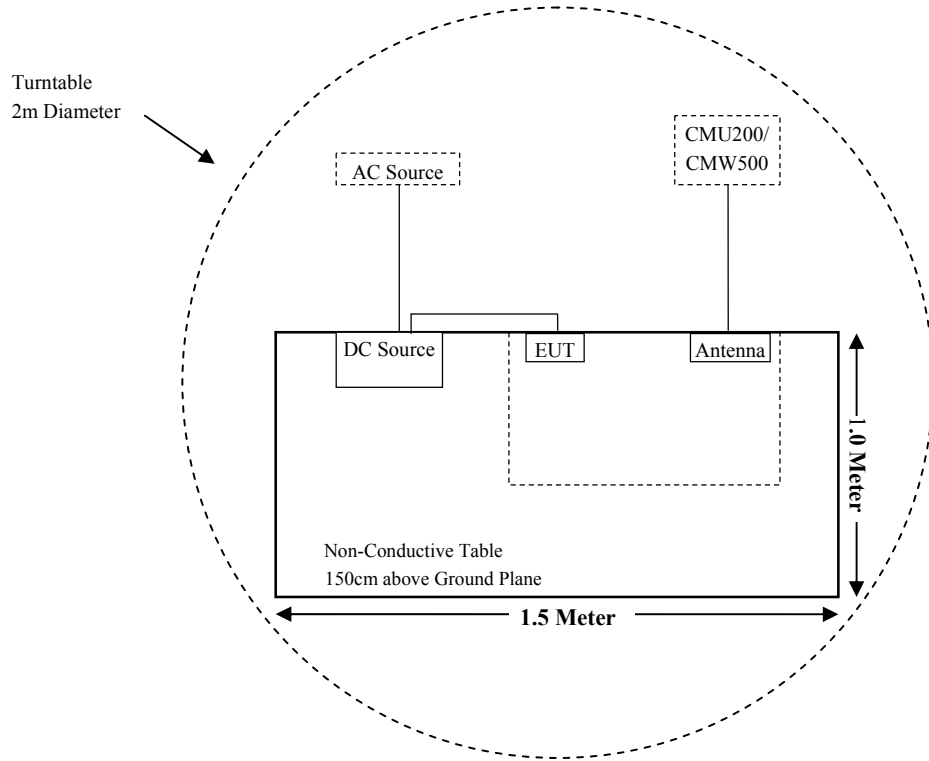 Turntable
2m Diameter
CMU200/
CMW500
AC Source
DC Source
EUT
Antenna
1.0 Meter
Non-Conductive Table
150cm above Ground Plane
1.5 Meter